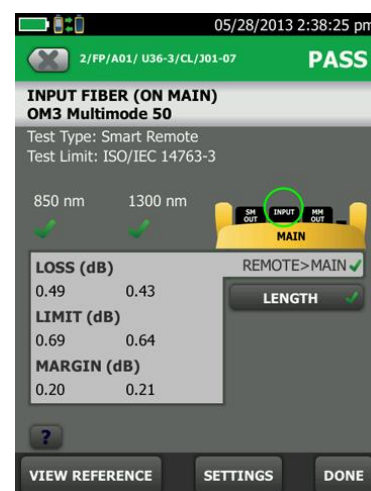 05/28/2013 2:38:25 pm
2/FP/A01/ U36-3/CL/J01-07 PASS
INPUT FIBER (ON MAIN)
OM3 Multimode 50
Test Type: Smart Remote
Test Limit: ISO/IEC 14763-3
850 nm 1300 nm
SM OUT INPUT MM OUT
MAIN
LOSS (dB) REMOTE>MAIN
0.49 0.43 LENGTH
LIMIT (dB)
0.69 0.64
MARGIN (dB)
0.20 0.21
?
VIEW REFERENCE SETTINGS DONE